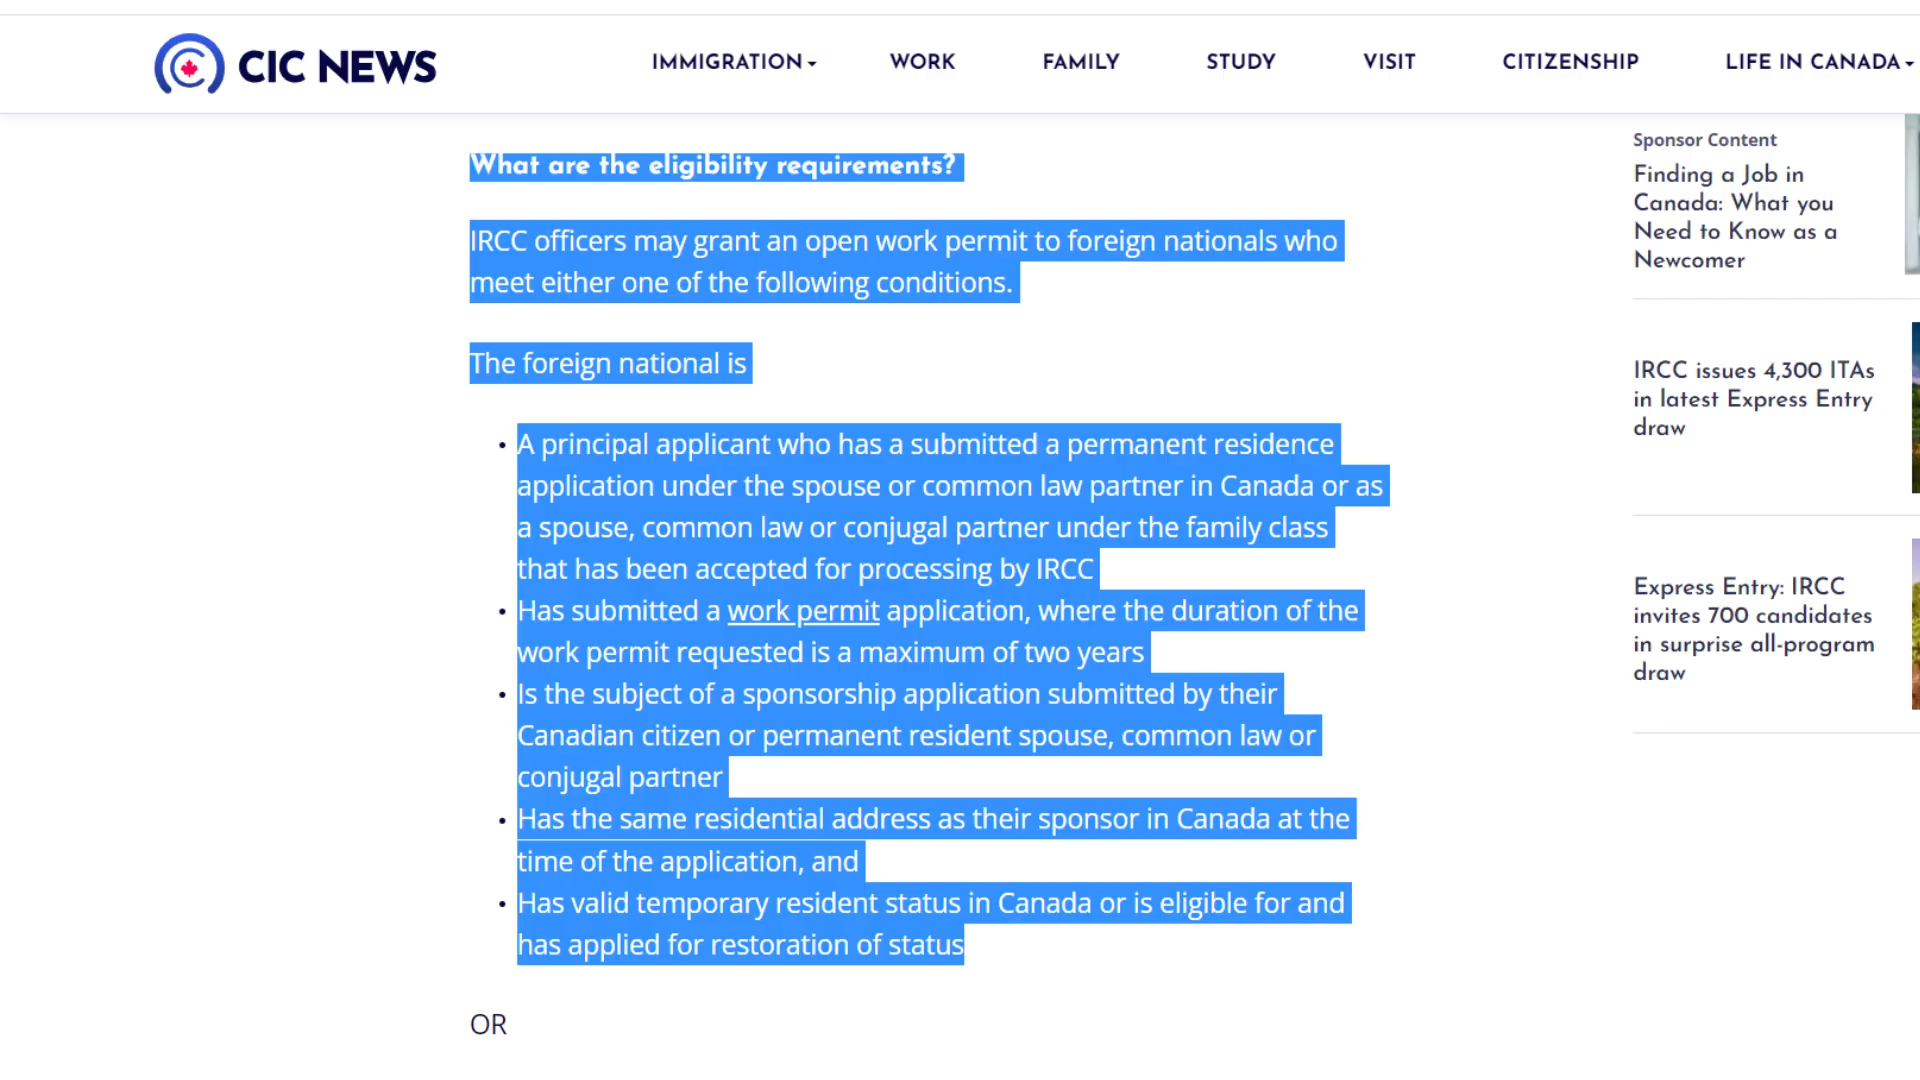 CIC NEWS
IMMIGRATION
WORK
FAMILY
STUDY
VISIT
CITIZENSHIP
LIFE IN CANADA
What are the eligibility requirements?
IRCC officers may grant an open work permit to foreign nationals who
meet either one of the following conditions.
The foreign national is
• A principal applicant who has a submitted a permanent residence
application under the spouse or common law partner in Canada or as
a spouse, common law or conjugal partner under the family class
that has been accepted for processing by IRCC
• Has submitted a work permit application, where the duration of the
work permit requested is a maximum of two years
• Is the subject of a sponsorship application submitted by their
Canadian citizen or permanent resident spouse, common law or
conjugal partner
• Has the same residential address as their sponsor in Canada at the
time of the application, and
• Has valid temporary resident status in Canada or is eligible for and
has applied for restoration of status
OR
Sponsor Content
Finding a Job in
Canada: What you
Need to Know as a
Newcomer
IRCC issues 4,300 ITAs
in latest Express Entry
draw
Express Entry: IRCC
invites 700 candidates
in surprise all-program
draw